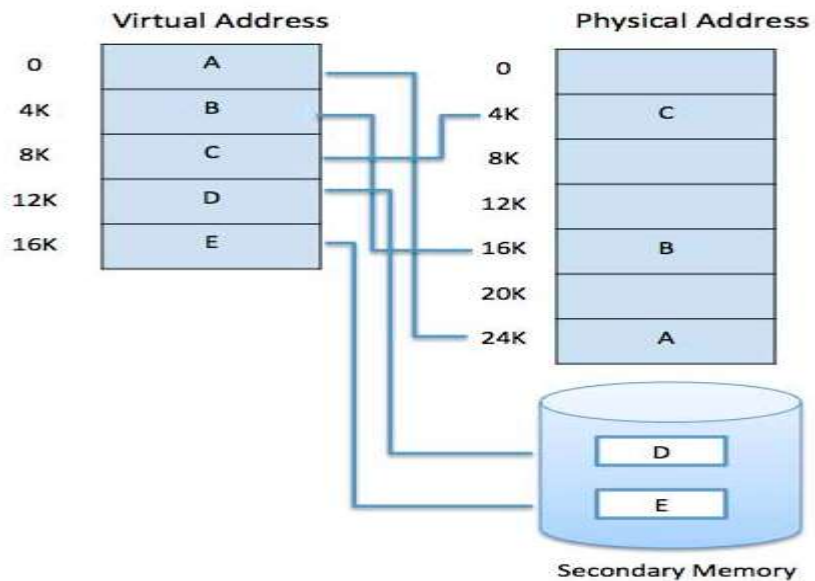 Virtual Address
0 A
4K B
8K C
12K D
16K E
Physical Address
0
4K C
8K
12K
16K B
20K
24K A
D
E
Secondary Memory